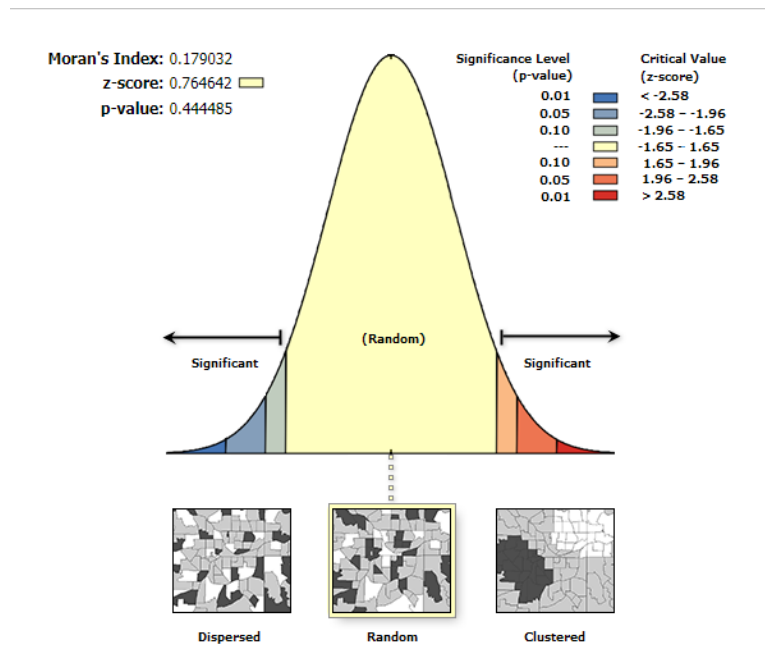 Moran's Index: 0.179032
z-score: 0.764642
p-value: 0.444485
Significance Level
(p-value)
Critical Value
(z-score)
0.01 < -2.58
0.05 -2.58 – -1.96
0.10 -1.96 – -1.65
--- -1.65 – 1.65
0.10 1.65 – 1.96
0.05 1.96 – 2.58
0.01 > 2.58
(Random)
Significant
Significant
Dispersed
Random
Clustered